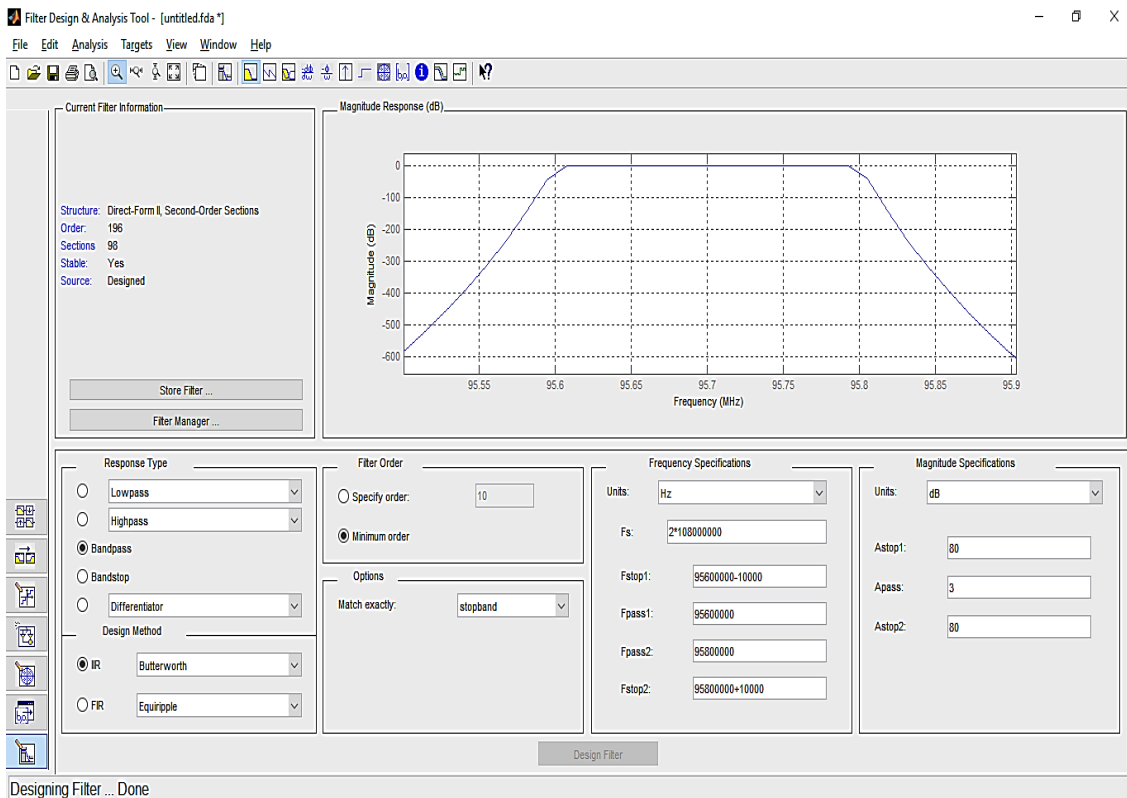 Filter Design & Analysis Tool - [untitled.fda *]
File Edit Analysis Targets View Window Help
Current Filter Information
Structure: Direct-Form II, Second-Order Sections
Order: 196
Sections 98
Stable: Yes
Source: Designed
Store Filter ...
Filter Manager ...
Magnitude Response (dB)
Magnitude (dB)
0
-100
-200
-300
-400
-500
-600
95.55 95.6 95.65 95.7 95.75 95.8 95.85 95.9
Frequency (MHz)
Response Type
Lowpass
Highpass
Bandpass
Bandstop
Differentiator
Design Method
IIR Butterworth
FIR Equiripple
Filter Order
Specify order: 10
Minimum order
Options
Match exactly: stopband
Frequency Specifications
Units: Hz
Fs: 2*108000000
Fstop1: 95600000-10000
Fpass1: 95600000
Fpass2: 95800000
Fstop2: 95800000+10000
Magnitude Specifications
Units: dB
Astop1: 80
Apass: 3
Astop2: 80
Design Filter
Designing Filter ... Done